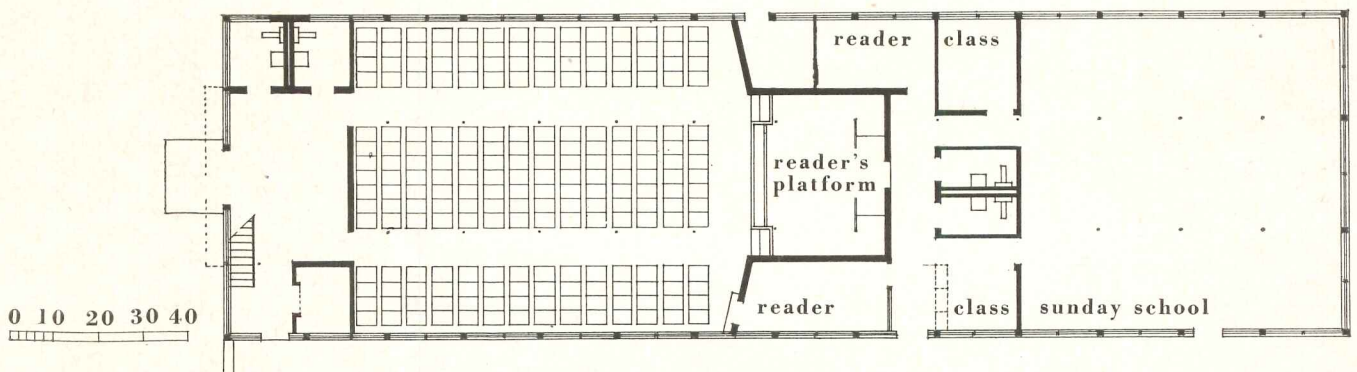 reader
class
reader's
platform
reader
class
sunday school
0 10 20 30 40